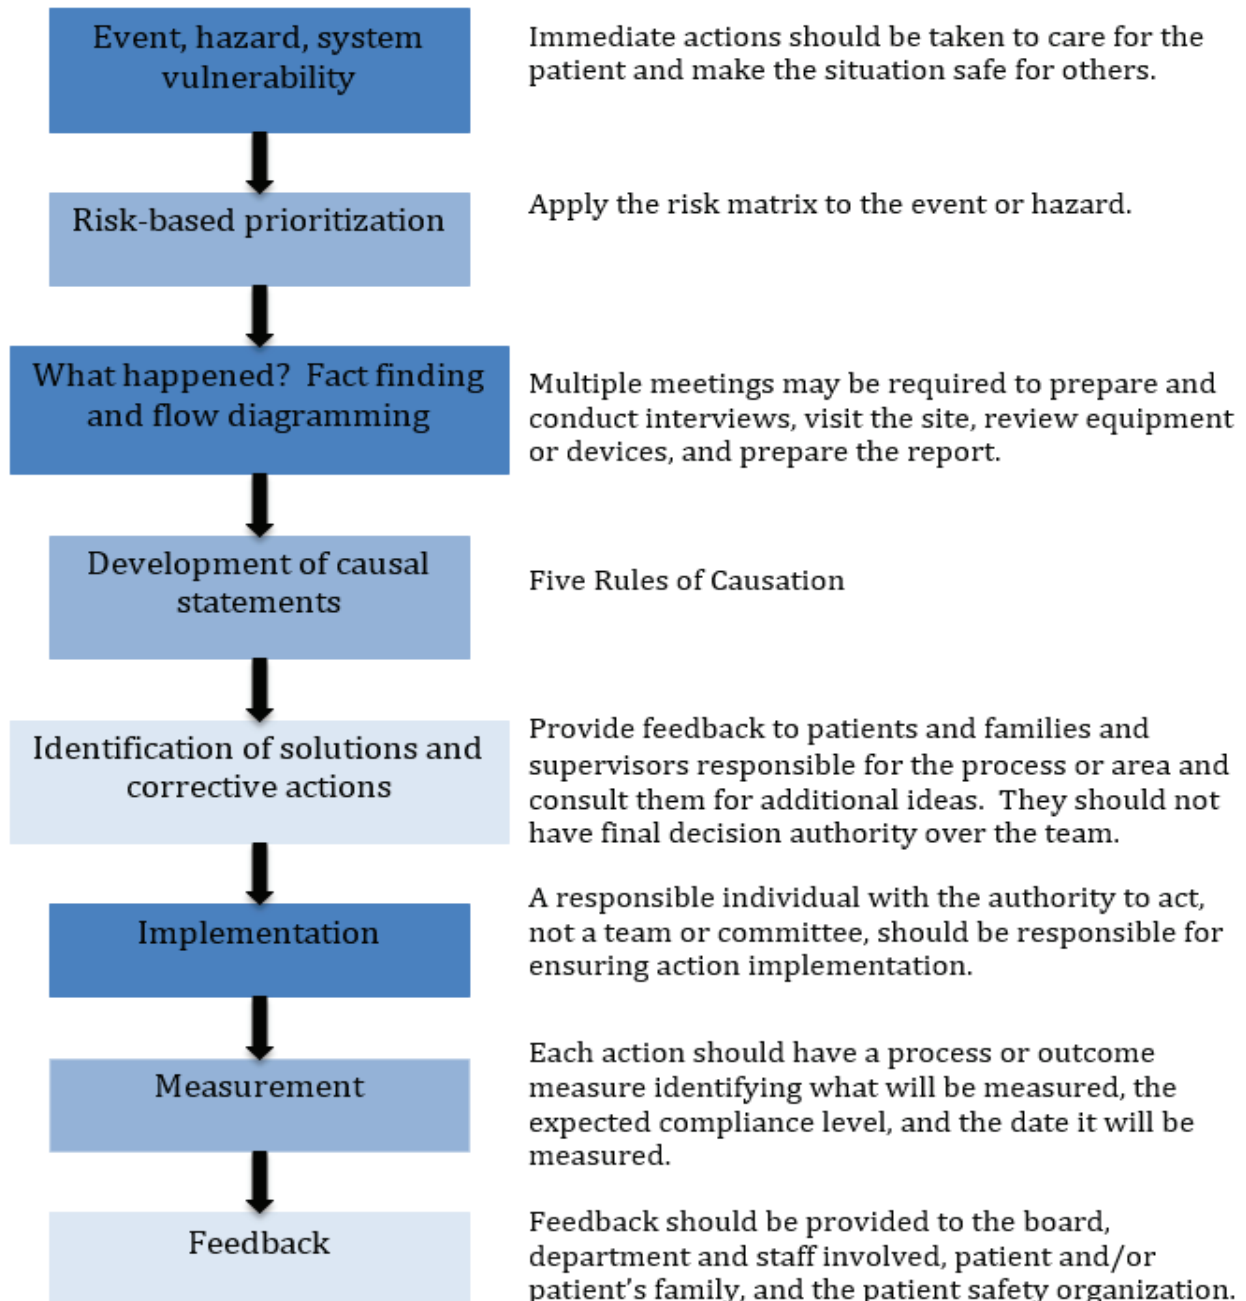 Event, hazard, system
vulnerability
Immediate actions should be taken to care for the
patient and make the situation safe for others.
Risk-based prioritization
Apply the risk matrix to the event or hazard.
What happened?  Fact finding
and flow diagramming
Multiple meetings may be required to prepare and
conduct interviews, visit the site, review equipment
or devices, and prepare the report.
Development of causal
statements
Five Rules of Causation
Identification of solutions and
corrective actions
Provide feedback to patients and families and
supervisors responsible for the process or area and
consult them for additional ideas.  They should not
have final decision authority over the team.
Implementation
A responsible individual with the authority to act,
not a team or committee, should be responsible for
ensuring action implementation.
Measurement
Each action should have a process or outcome
measure identifying what will be measured, the
expected compliance level, and the date it will be
measured.
Feedback
Feedback should be provided to the board,
department and staff involved, patient and/or
patient's family, and the patient safety organization.